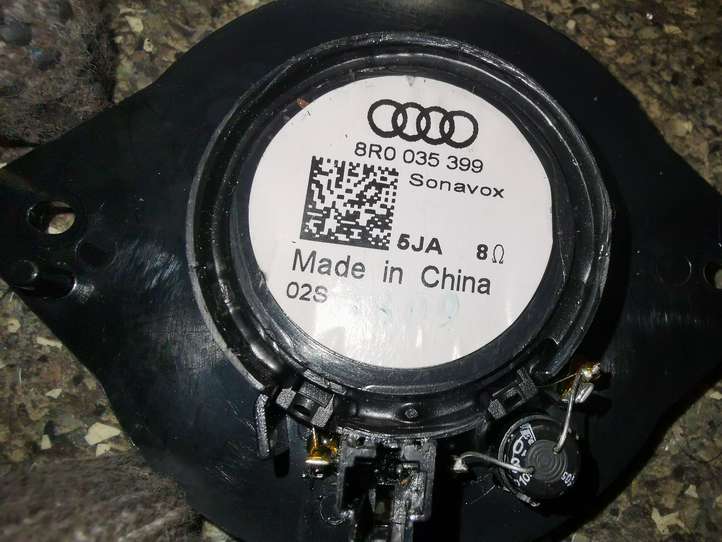 8R0 035 399
Sonavox
5JA 8Ω
Made in China
02S